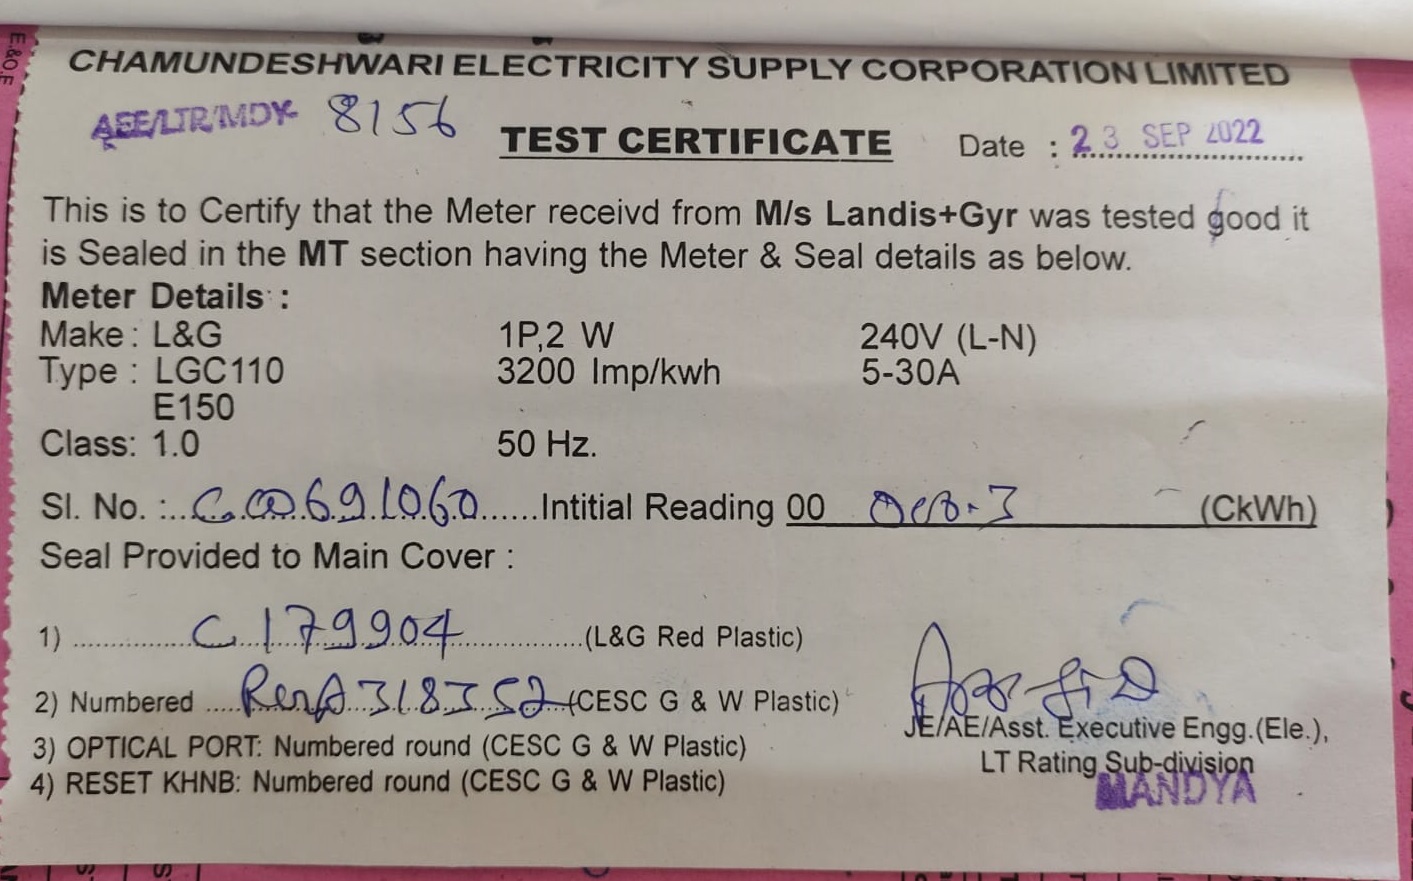 E.&O.E
CHAMUNDESHWARI ELECTRICITY SUPPLY CORPORATION LIMITED
AEE/LTR/MDY- 8156
TEST CERTIFICATE Date : 23 SEP 2022
This is to Certify that the Meter receivd from M/s Landis+Gyr was tested good it
is Sealed in the MT section having the Meter & Seal details as below.
Meter Details :
Make : L&G 1P,2 W 240V (L-N)
Type : LGC110 3200 Imp/kwh 5-30A
E150
Class: 1.0 50 Hz.
Sl. No. : C0069 1060 Intitial Reading 00 (CkWh)
Seal Provided to Main Cover :
1) C179904 (L&G Red Plastic)
2) Numbered 318352 (CESC G & W Plastic)
3) OPTICAL PORT: Numbered round (CESC G & W Plastic)
4) RESET KHNB: Numbered round (CESC G & W Plastic)
JE/AE/Asst. Executive Engg.(Ele.),
LT Rating Sub-division
MANDYA